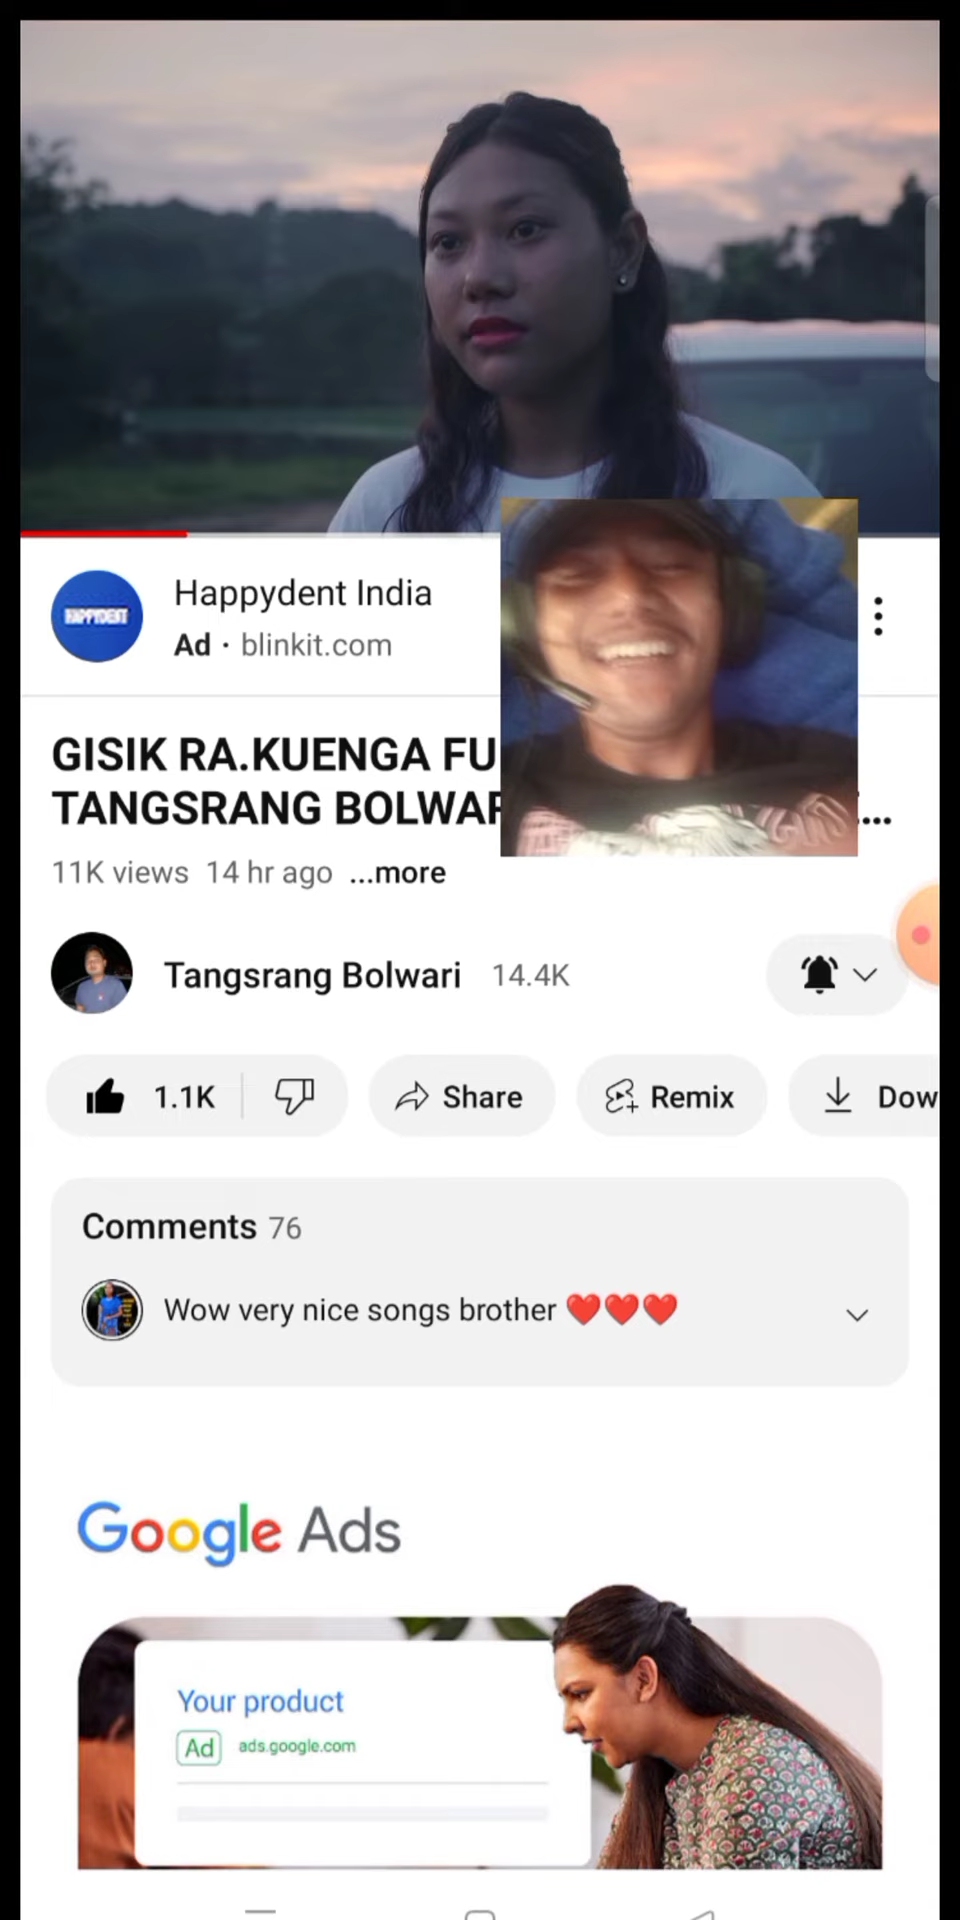 Happydent India
HAPPYDENT
Ad · blinkit.com
GISIK RA.KUENGA FU
TANGSRANG BOLWAR ...
11K views 14 hr ago ...more
Tangsrang Bolwari 14.4K
1.1K Share Remix Dow
Comments 76
Wow very nice songs brother ❤️❤️❤️
Google Ads
Your product
Ad ads.google.com